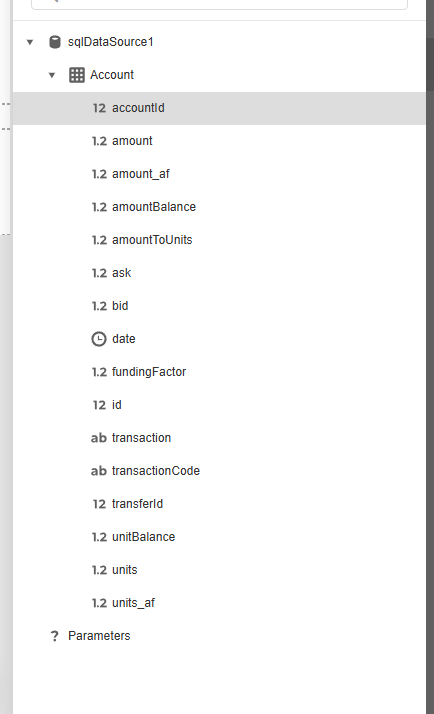 sqlDataSource1
Account
12 accountId
1.2 amount
1.2 amount_af
1.2 amountBalance
1.2 amountToUnits
1.2 ask
1.2 bid
date
1.2 fundingFactor
12 id
ab transaction
ab transactionCode
12 transferId
1.2 unitBalance
1.2 units
1.2 units_af
? Parameters